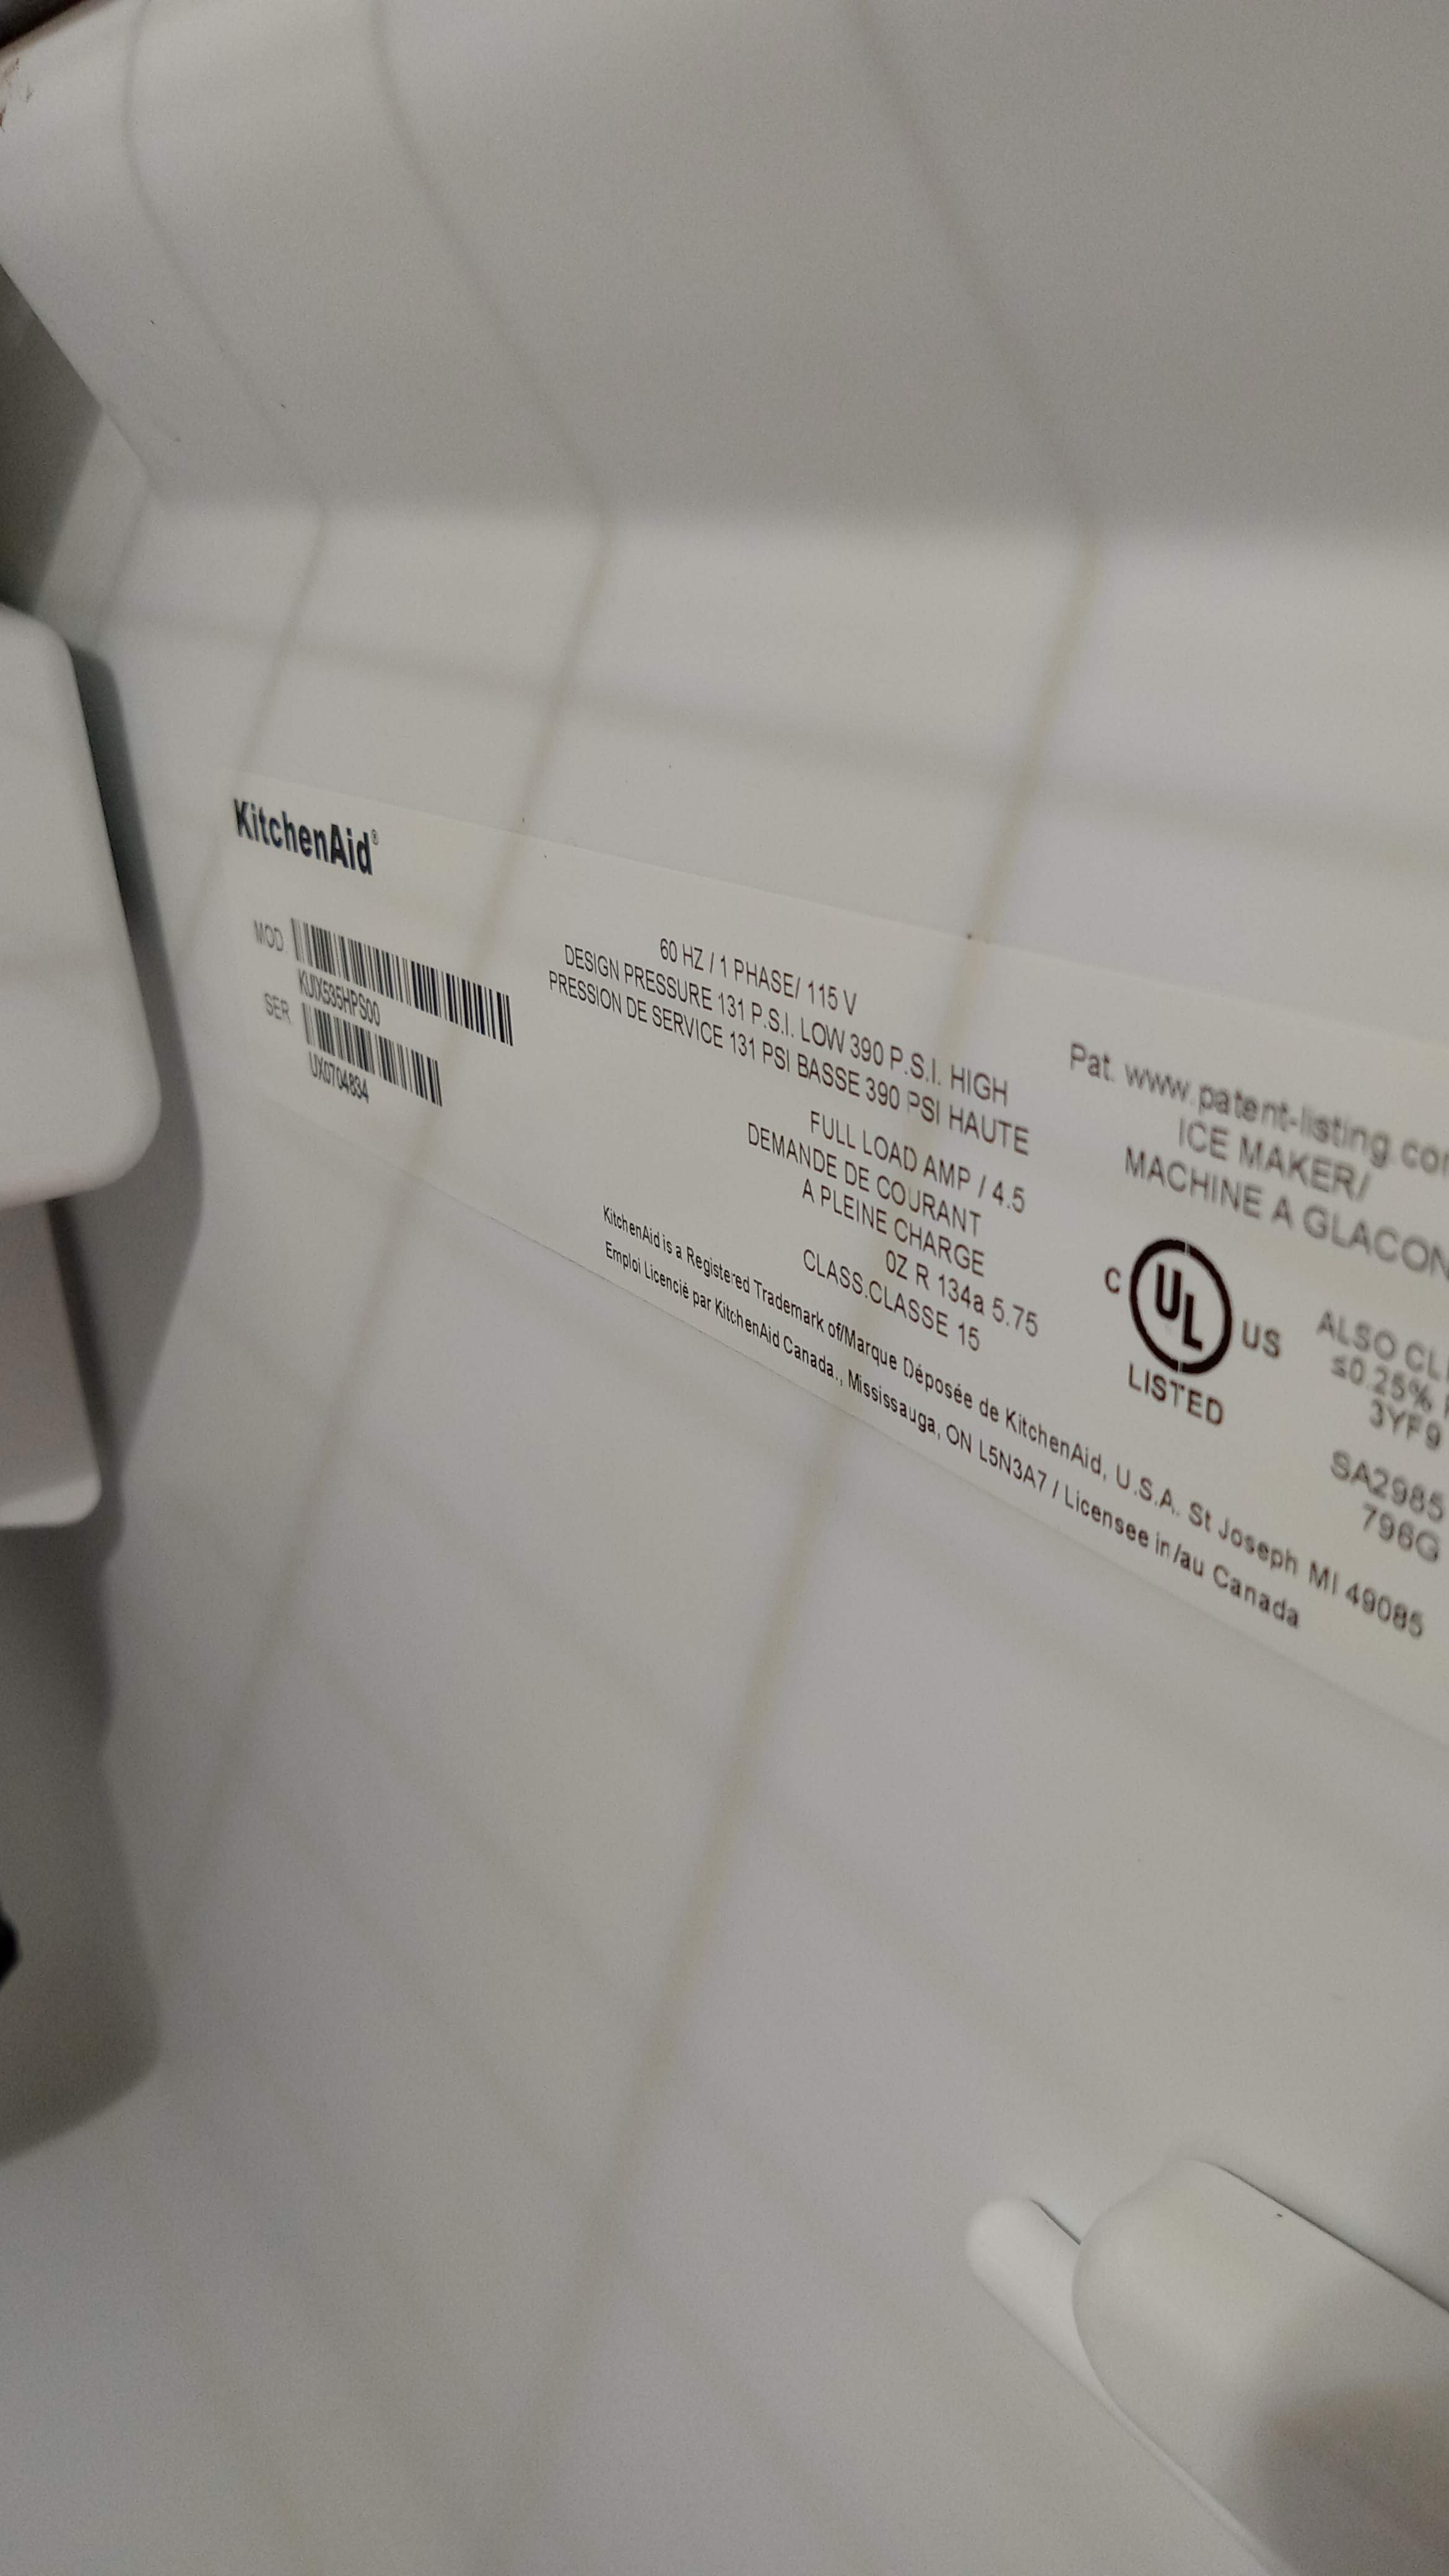 KitchenAid®
MOD
KUIX535HPS00
SER
UX0704834
60 HZ / 1 PHASE/ 115 V
DESIGN PRESSURE 131 P.S.I. LOW 390 P.S.I. HIGH
PRESSION DE SERVICE 131 PSI BASSE 390 PSI HAUTE
FULL LOAD AMP / 4.5
DEMANDE DE COURANT
A PLEINE CHARGE
OZ R 134a 5.75
CLASS.CLASSE 15
KitchenAid is a Registered Trademark of/Marque Déposée de KitchenAid, U.S.A. St Joseph MI 49085
Emploi Licencié par KitchenAid Canada., Mississauga, ON L5N3A7 / Licensee in/au Canada
Pat. www.patent-listing.co
ICE MAKER/
MACHINE A GLACON
C UL US
LISTED
ALSO CL
≤0.25%
3YF9
SA2985
796G